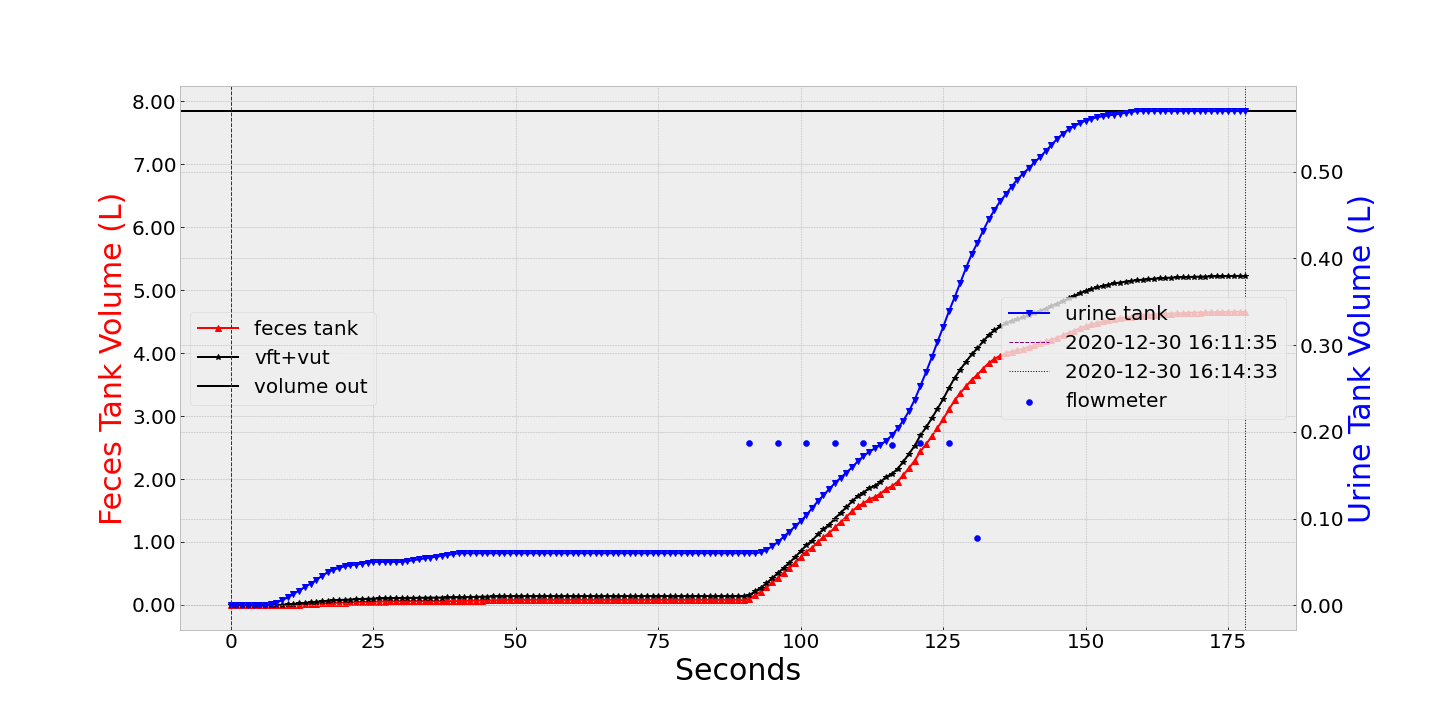 8.00
7.00
6.00
5.00
4.00
3.00
2.00
1.00
0.00
Feces Tank Volume (L)
feces tank
vft+vut
volume out
urine tank
2020-12-30 16:11:35
2020-12-30 16:14:33
flowmeter
0.50
0.40
0.30
0.20
0.10
0.00
Urine Tank Volume (L)
0 25 50 75 100 125 150 175
Seconds